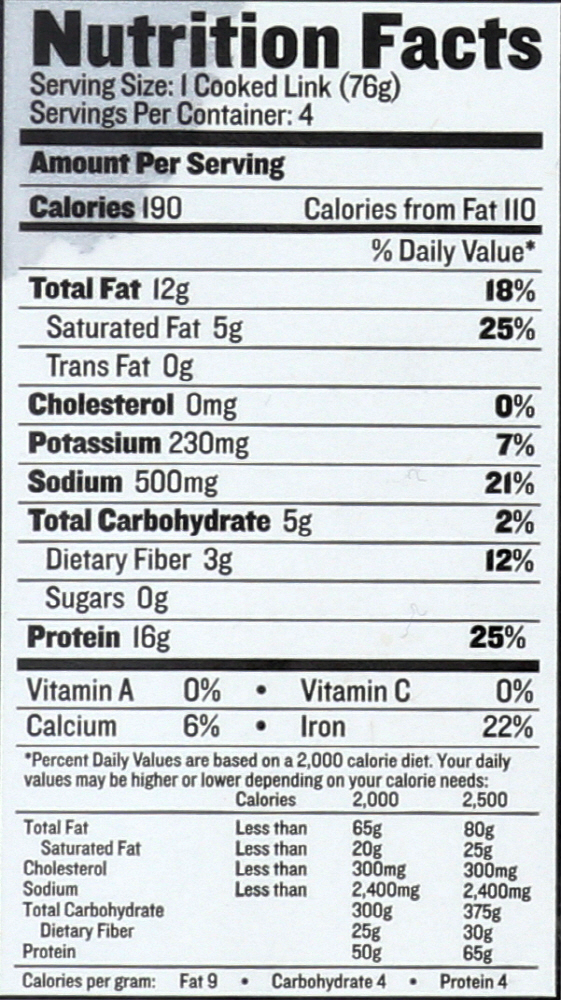 Nutrition Facts
Serving Size: 1 Cooked Link (76g)
Servings Per Container: 4
Amount Per Serving
Calories 190 Calories from Fat 110
% Daily Value*
Total Fat 12g 18%
Saturated Fat 5g 25%
Trans Fat 0g
Cholesterol 0mg 0%
Potassium 230mg 7%
Sodium 500mg 21%
Total Carbohydrate 5g 2%
Dietary Fiber 3g 12%
Sugars 0g
Protein 16g 25%
Vitamin A 0% • Vitamin C 0%
Calcium 6% • Iron 22%
*Percent Daily Values are based on a 2,000 calorie diet. Your daily
values may be higher or lower depending on your calorie needs:
Calories 2,000 2,500
Total Fat Less than 65g 80g
Saturated Fat Less than 20g 25g
Cholesterol Less than 300mg 300mg
Sodium Less than 2,400mg 2,400mg
Total Carbohydrate 300g 375g
Dietary Fiber 25g 30g
Protein 50g 65g
Calories per gram: Fat 9 • Carbohydrate 4 • Protein 4